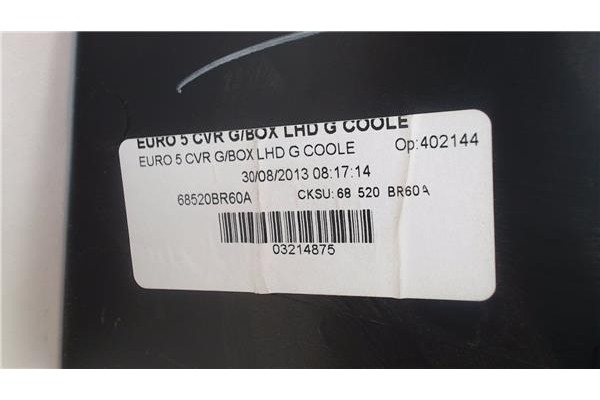 EURO 5 CVR G/BOX LHD G COOLE
EURO 5 CVR G/BOX LHD G COOLE Op:402144
30/08/2013 08:17:14
68520BR60A CKSU: 68 520 BR60A
03214875